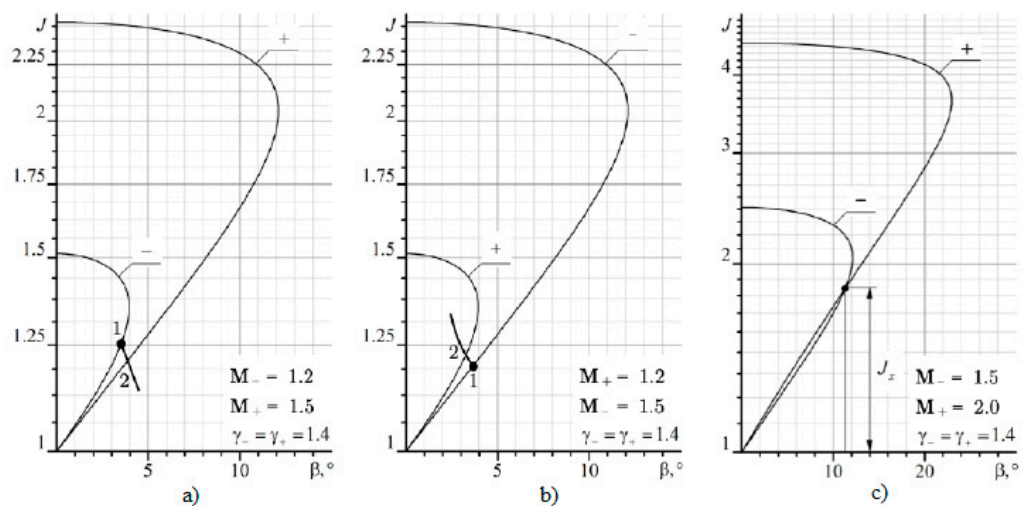 J
2.25
2
1.75
1.5
1.25
1
+
−
1
2
M₋ = 1.2
M₊ = 1.5
γ₋ = γ₊ = 1.4
5
10
β,°
a)
J
2.25
2
1.75
1.5
1.25
1
−
+
2
1
M₊ = 1.2
M₋ = 1.5
γ₋ = γ₊ = 1.4
5
10
β,°
b)
J
4
3
2
1
+
−
Jₓ
M₋ = 1.5
M₊ = 2.0
γ₋ = γ₊ = 1.4
10
20
β,°
c)